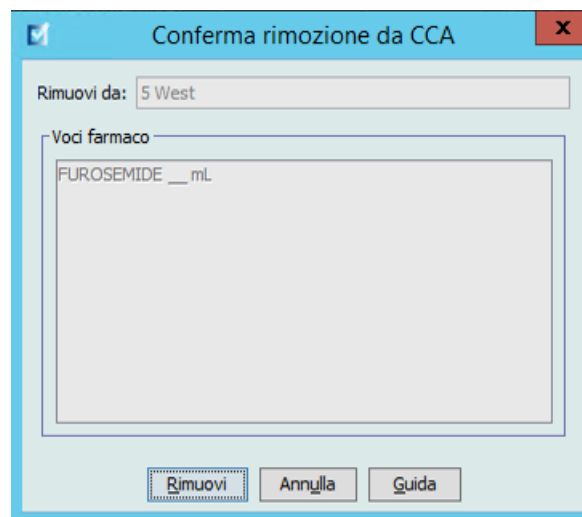 Conferma rimozione da CCA
x
Rimuovi da: 5 West
Voci farmaco
FUROSEMIDE __ mL
Rimuovi Annulla Guida